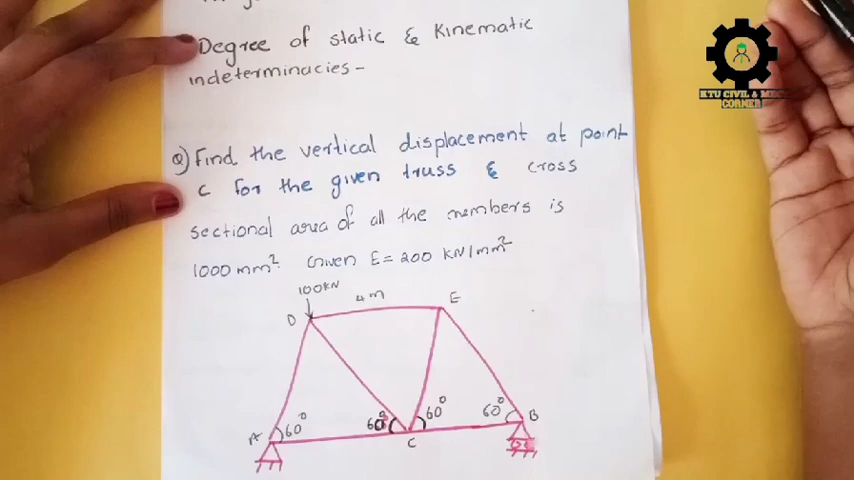 Degree of static & Kinematic
indeterminacies -
Q) Find the vertical displacement at point
C for the given truss & cross
sectional area of all the members is
1000 mm². Given E = 200 KN/mm²
100KN
4m
D
E
60°
60°
60°
60°
A
B
C
KTU CIVIL & MECH
CORNER